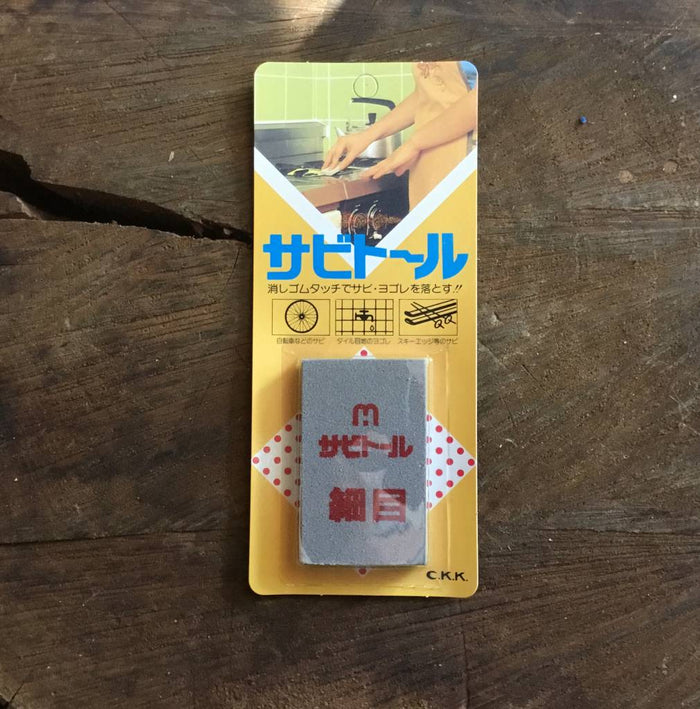 サビトール
消しゴムタッチでサビ・ヨゴレを落とす!!
自転車などのサビ
タイル目地のヨゴレ
スキーエッジ等のサビ
サビトール
細目
C.K.K.